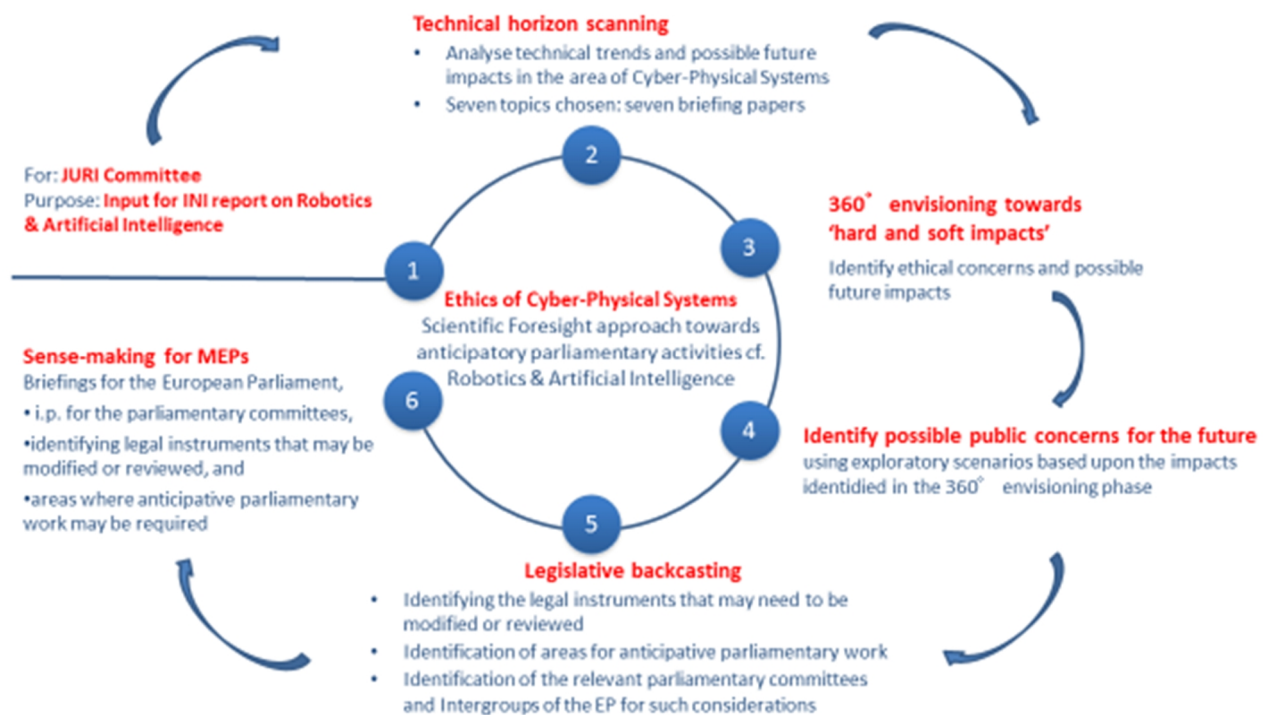 Technical horizon scanning
• Analyse technical trends and possible future
impacts in the area of Cyber-Physical Systems
• Seven topics chosen: seven briefing papers
For: JURI Committee
Purpose: Input for INI report on Robotics
& Artificial Intelligence
1
2
3
360° envisioning towards
‘hard and soft impacts’
Identify ethical concerns and possible
future impacts
Ethics of Cyber-Physical Systems
Scientific Foresight approach towards
anticipatory parliamentary activities cf.
Robotics & Artificial Intelligence
4
Identify possible public concerns for the future
using exploratory scenarios based upon the impacts
identidied in the 360° envisioning phase
5
Legislative backcasting
• Identifying the legal instruments that may need to be
modified or reviewed
• Identification of areas for anticipative parliamentary work
• Identification of the relevant parliamentary committees
and Intergroups of the EP for such considerations
6
Sense-making for MEPs
Briefings for the European Parliament,
• i.p. for the parliamentary committees,
•identifying legal instruments that may be
modified or reviewed, and
•areas where anticipative parliamentary
work may be required